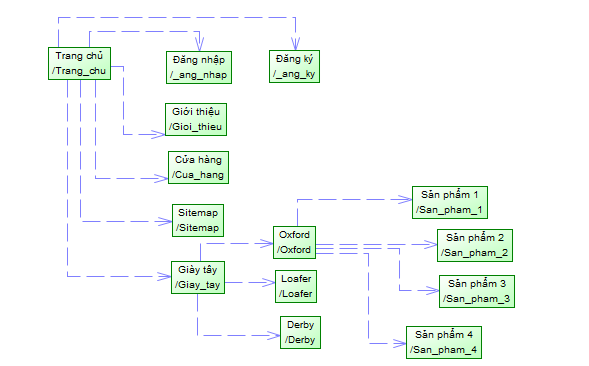 Trang chủ
/Trang_chu
Đăng nhập
/_ang_nhap
Đăng ký
/_ang_ky
Giới thiệu
/Gioi_thieu
Cửa hàng
/Cua_hang
Sitemap
/Sitemap
Giày tây
/Giay_tay
Oxford
/Oxford
Loafer
/Loafer
Derby
/Derby
Sản phẩm 1
/San_pham_1
Sản phẩm 2
/San_pham_2
Sản phẩm 3
/San_pham_3
Sản phẩm 4
/San_pham_4